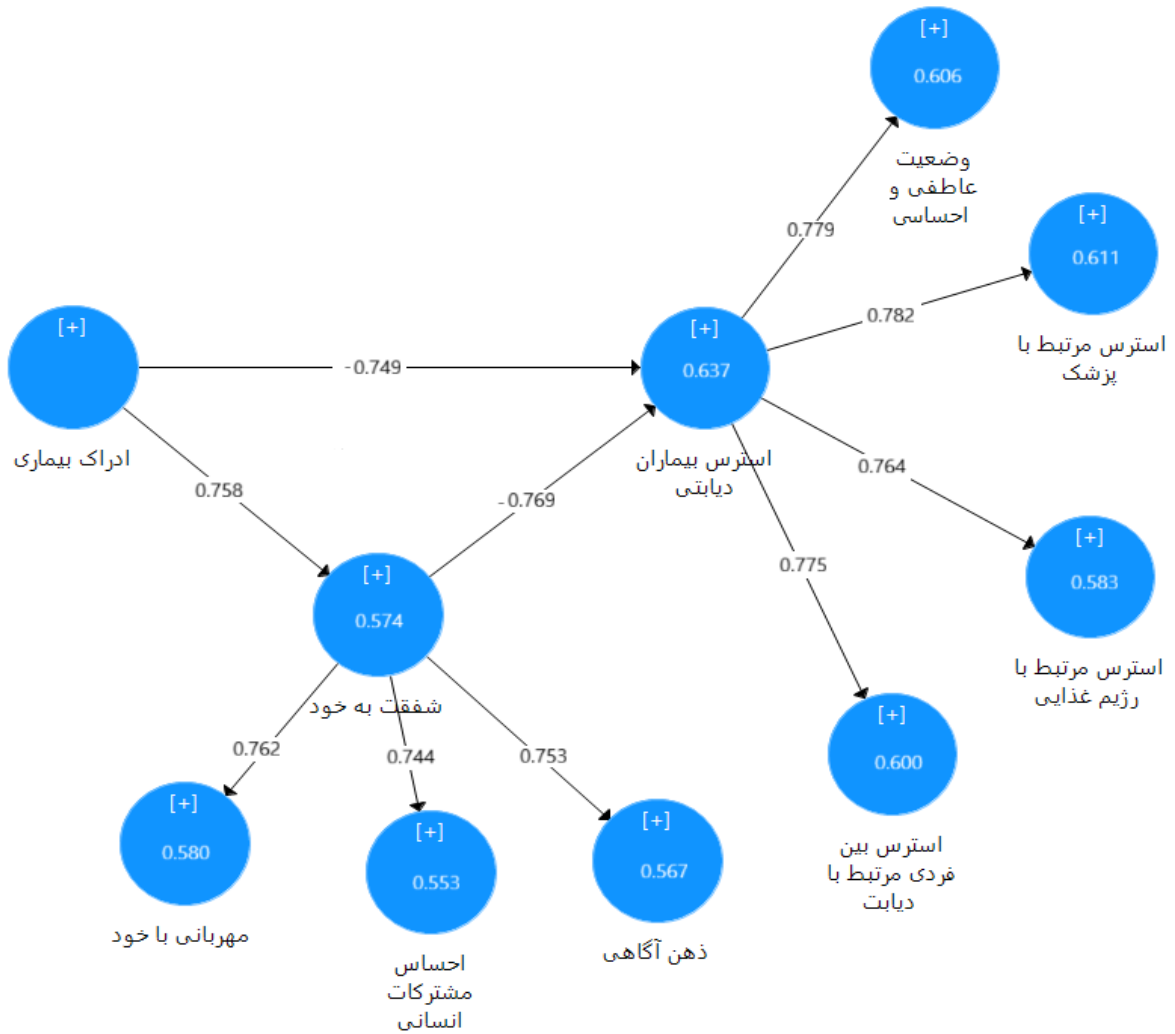 [+]
0.606
وضعیت
عاطفی و
احساسی
0.779
[+]
0.611
استرس مرتبط با
پزشک
0.782
[+]
ادراک بیماری
-0.749
[+]
0.637
استرس بیماران
دیابتی
0.758
-0.769
0.764
[+]
0.583
استرس مرتبط با
رژیم غذایی
0.775
[+]
0.574
شفقت به خود
[+]
0.600
استرس بین
فردی مرتبط با
دیابت
0.762
0.744
0.753
[+]
0.580
مهربانی با خود
[+]
0.553
احساس
مشترکات
انسانی
[+]
0.567
ذهن آگاهی